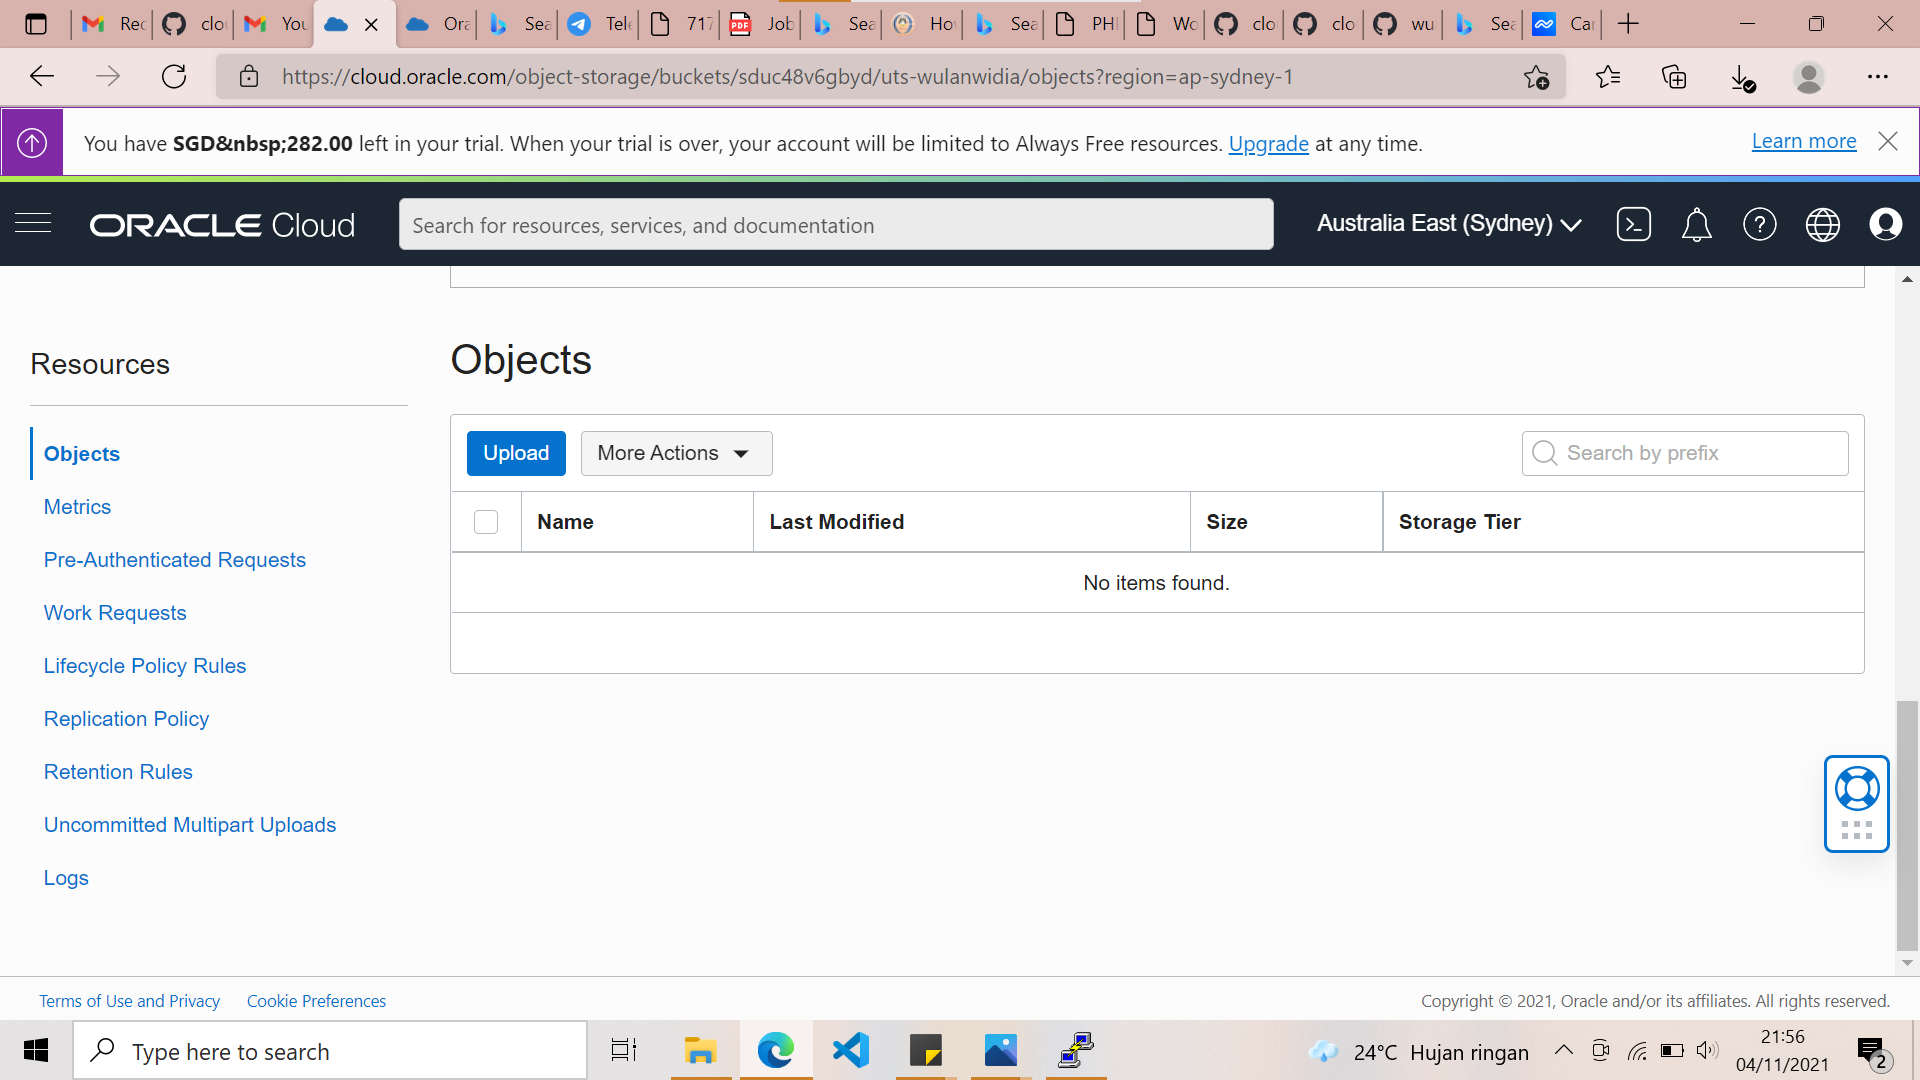 Rec
clou
You
Ora
Sea
Tele
717
PDF
Job
Sea
How
Sea
PHP
Wo
clo
clo
wu
Sea
Car
https://cloud.oracle.com/object-storage/buckets/sduc48v6gbyd/uts-wulanwidia/objects?region=ap-sydney-1
You have SGD&nbsp;282.00 left in your trial. When your trial is over, your account will be limited to Always Free resources. Upgrade at any time.
Learn more
ORACLE Cloud
Search for resources, services, and documentation
Australia East (Sydney)
Resources
Objects
Metrics
Pre-Authenticated Requests
Work Requests
Lifecycle Policy Rules
Replication Policy
Retention Rules
Uncommitted Multipart Uploads
Logs
Objects
Upload
More Actions
Search by prefix
Name
Last Modified
Size
Storage Tier
No items found.
Terms of Use and Privacy
Cookie Preferences
Copyright © 2021, Oracle and/or its affiliates. All rights reserved.
Type here to search
24°C Hujan ringan
21:56
04/11/2021
2